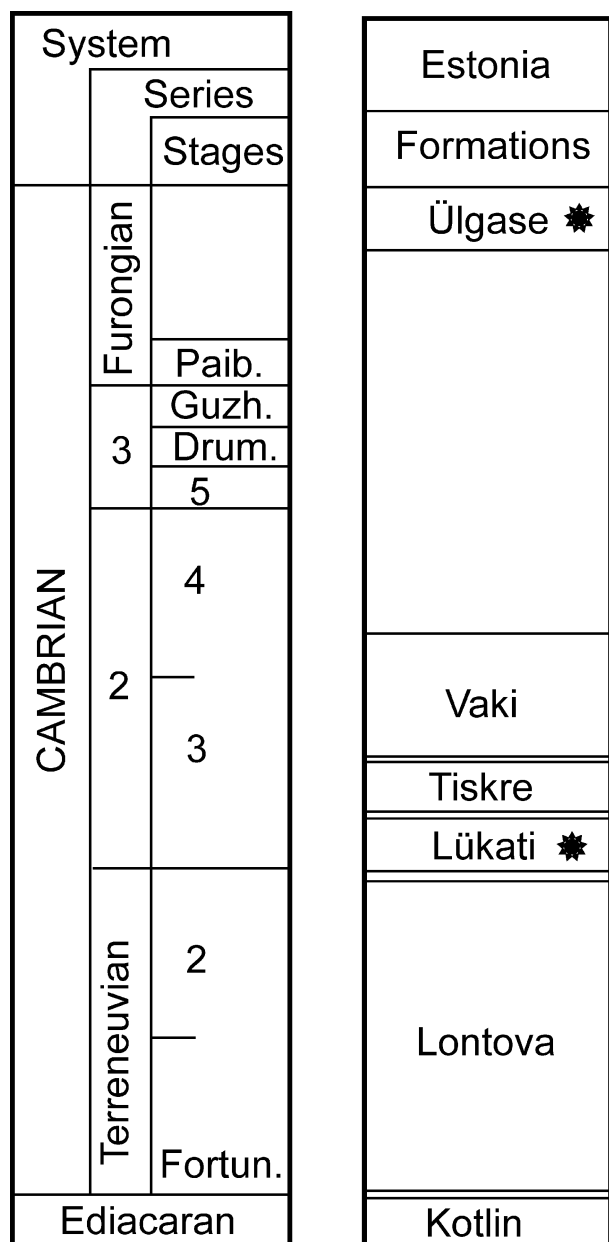 System
Series
Stages
CAMBRIAN
Furongian
Paib.
3
Guzh.
Drum.
5
2
4
3
Terreneuvian
2
Fortun.
Ediacaran
Estonia
Formations
Ülgase
Vaki
Tiskre
Lükati
Lontova
Kotlin